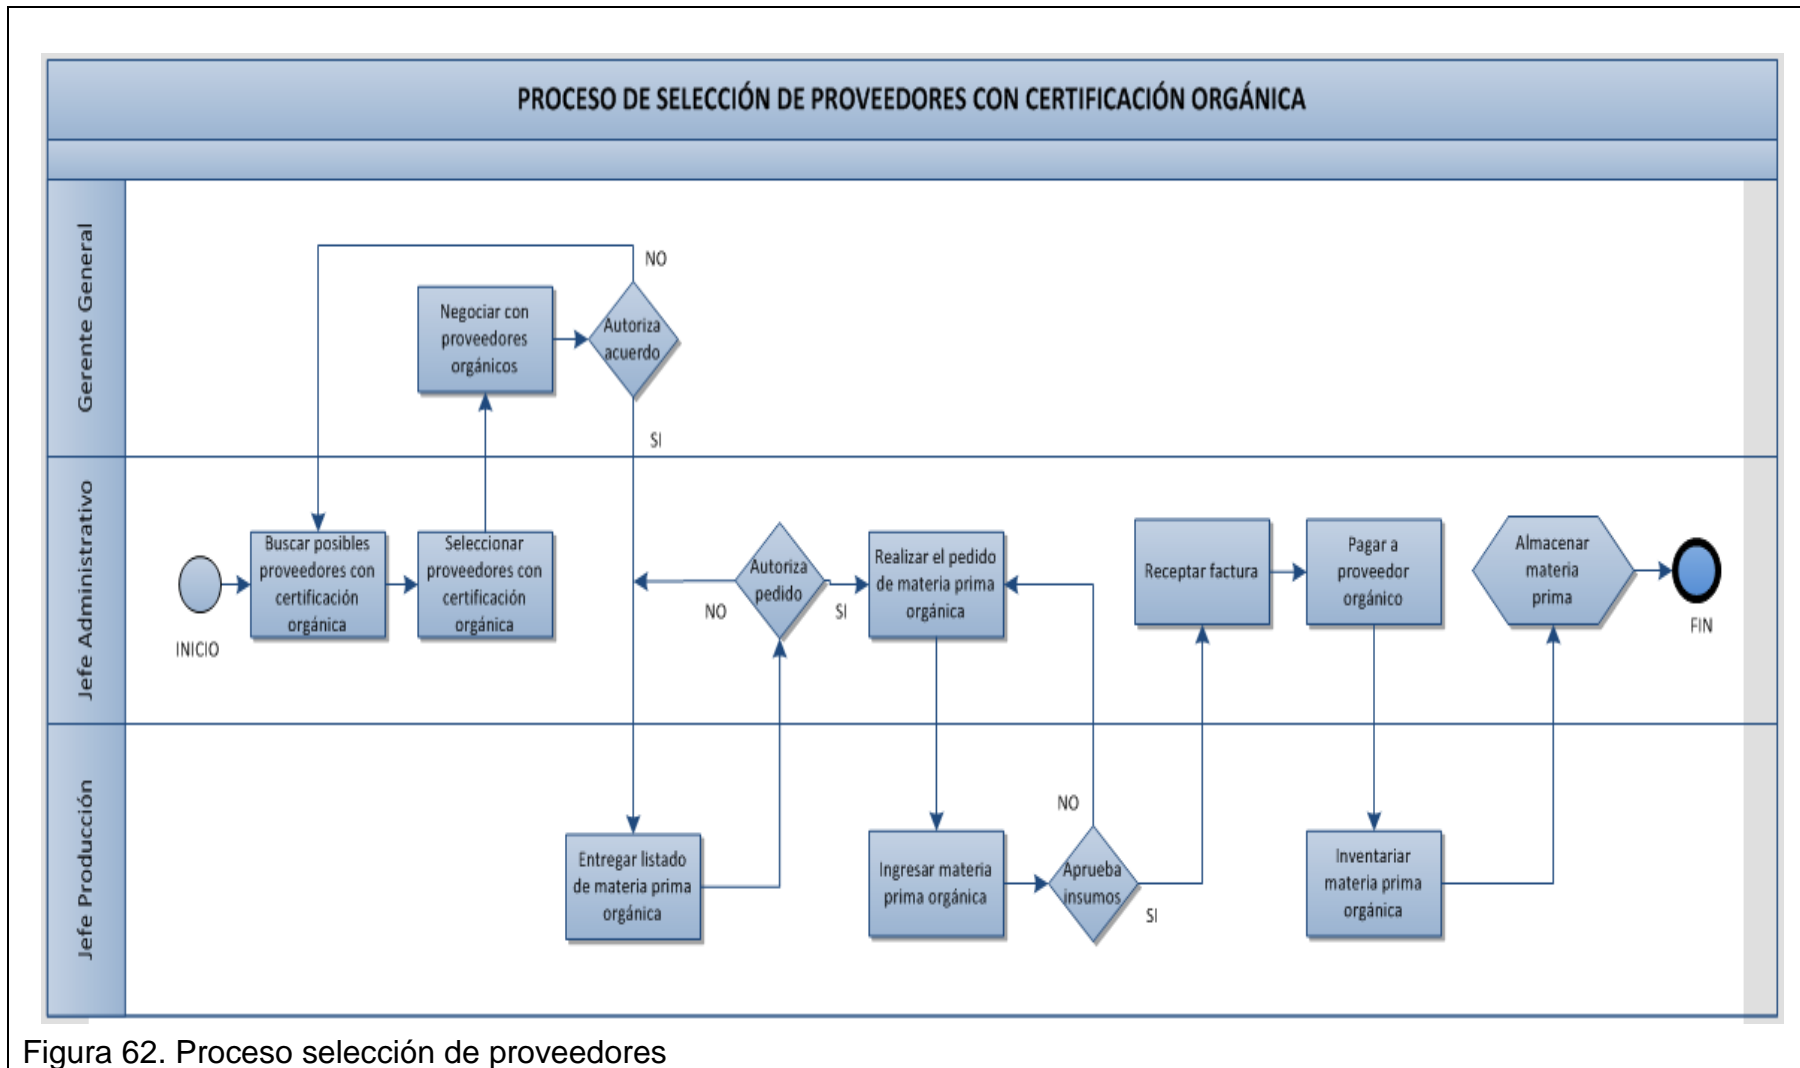 PROCESO DE SELECCIÓN DE PROVEEDORES CON CERTIFICACIÓN ORGÁNICA
Gerente General
NO
Negociar con
proveedores
orgánicos
Autoriza
acuerdo
SI
Jefe Administrativo
INICIO
Buscar posibles
proveedores con
certificación
orgánica
Seleccionar
proveedores con
certificación
orgánica
Autoriza
pedido
NO
SI
Realizar el pedido
de materia prima
orgánica
Receptar factura
Pagar a
proveedor
orgánico
Almacenar
materia
prima
FIN
Jefe Producción
Entregar listado
de materia prima
orgánica
Ingresar materia
prima orgánica
NO
Aprueba
insumos
SI
Inventariar
materia prima
orgánica
Figura 62. Proceso selección de proveedores